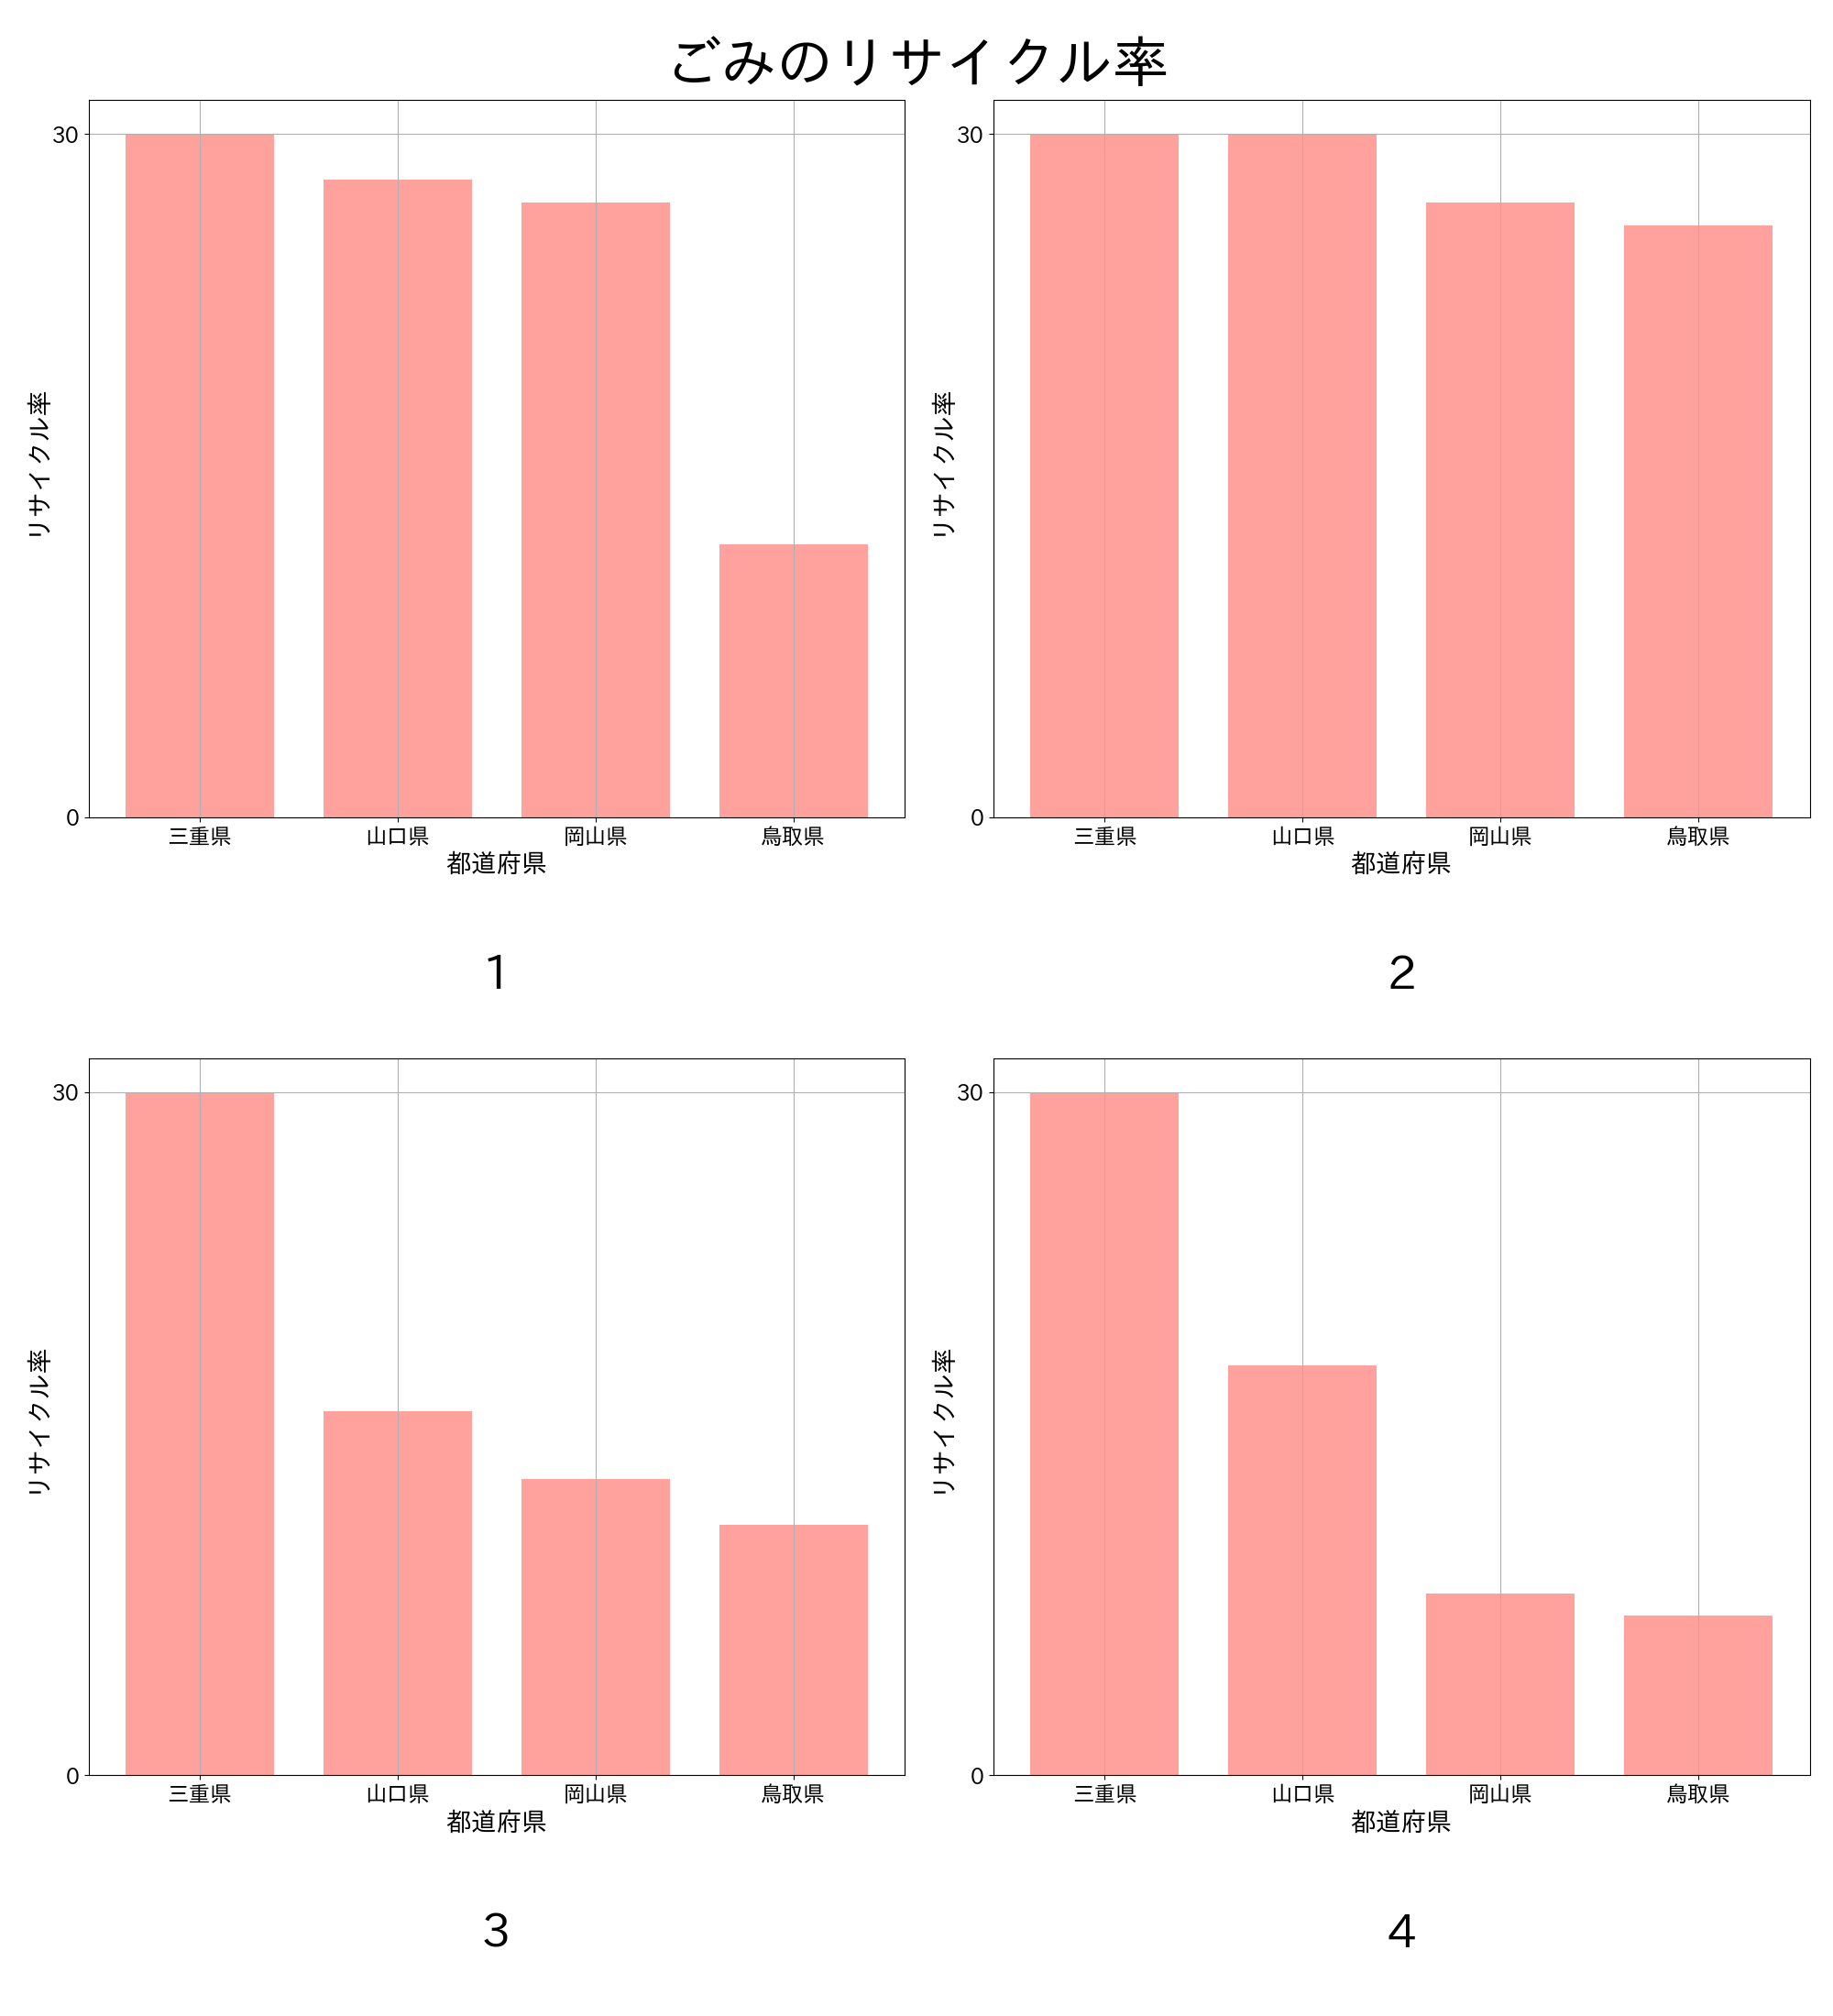 ごみのリサイクル率
30
0
リサイクル率
三重県 山口県 岡山県 鳥取県
都道府県
1
30
0
リサイクル率
三重県 山口県 岡山県 鳥取県
都道府県
2
30
0
リサイクル率
三重県 山口県 岡山県 鳥取県
都道府県
3
30
0
リサイクル率
三重県 山口県 岡山県 鳥取県
都道府県
4